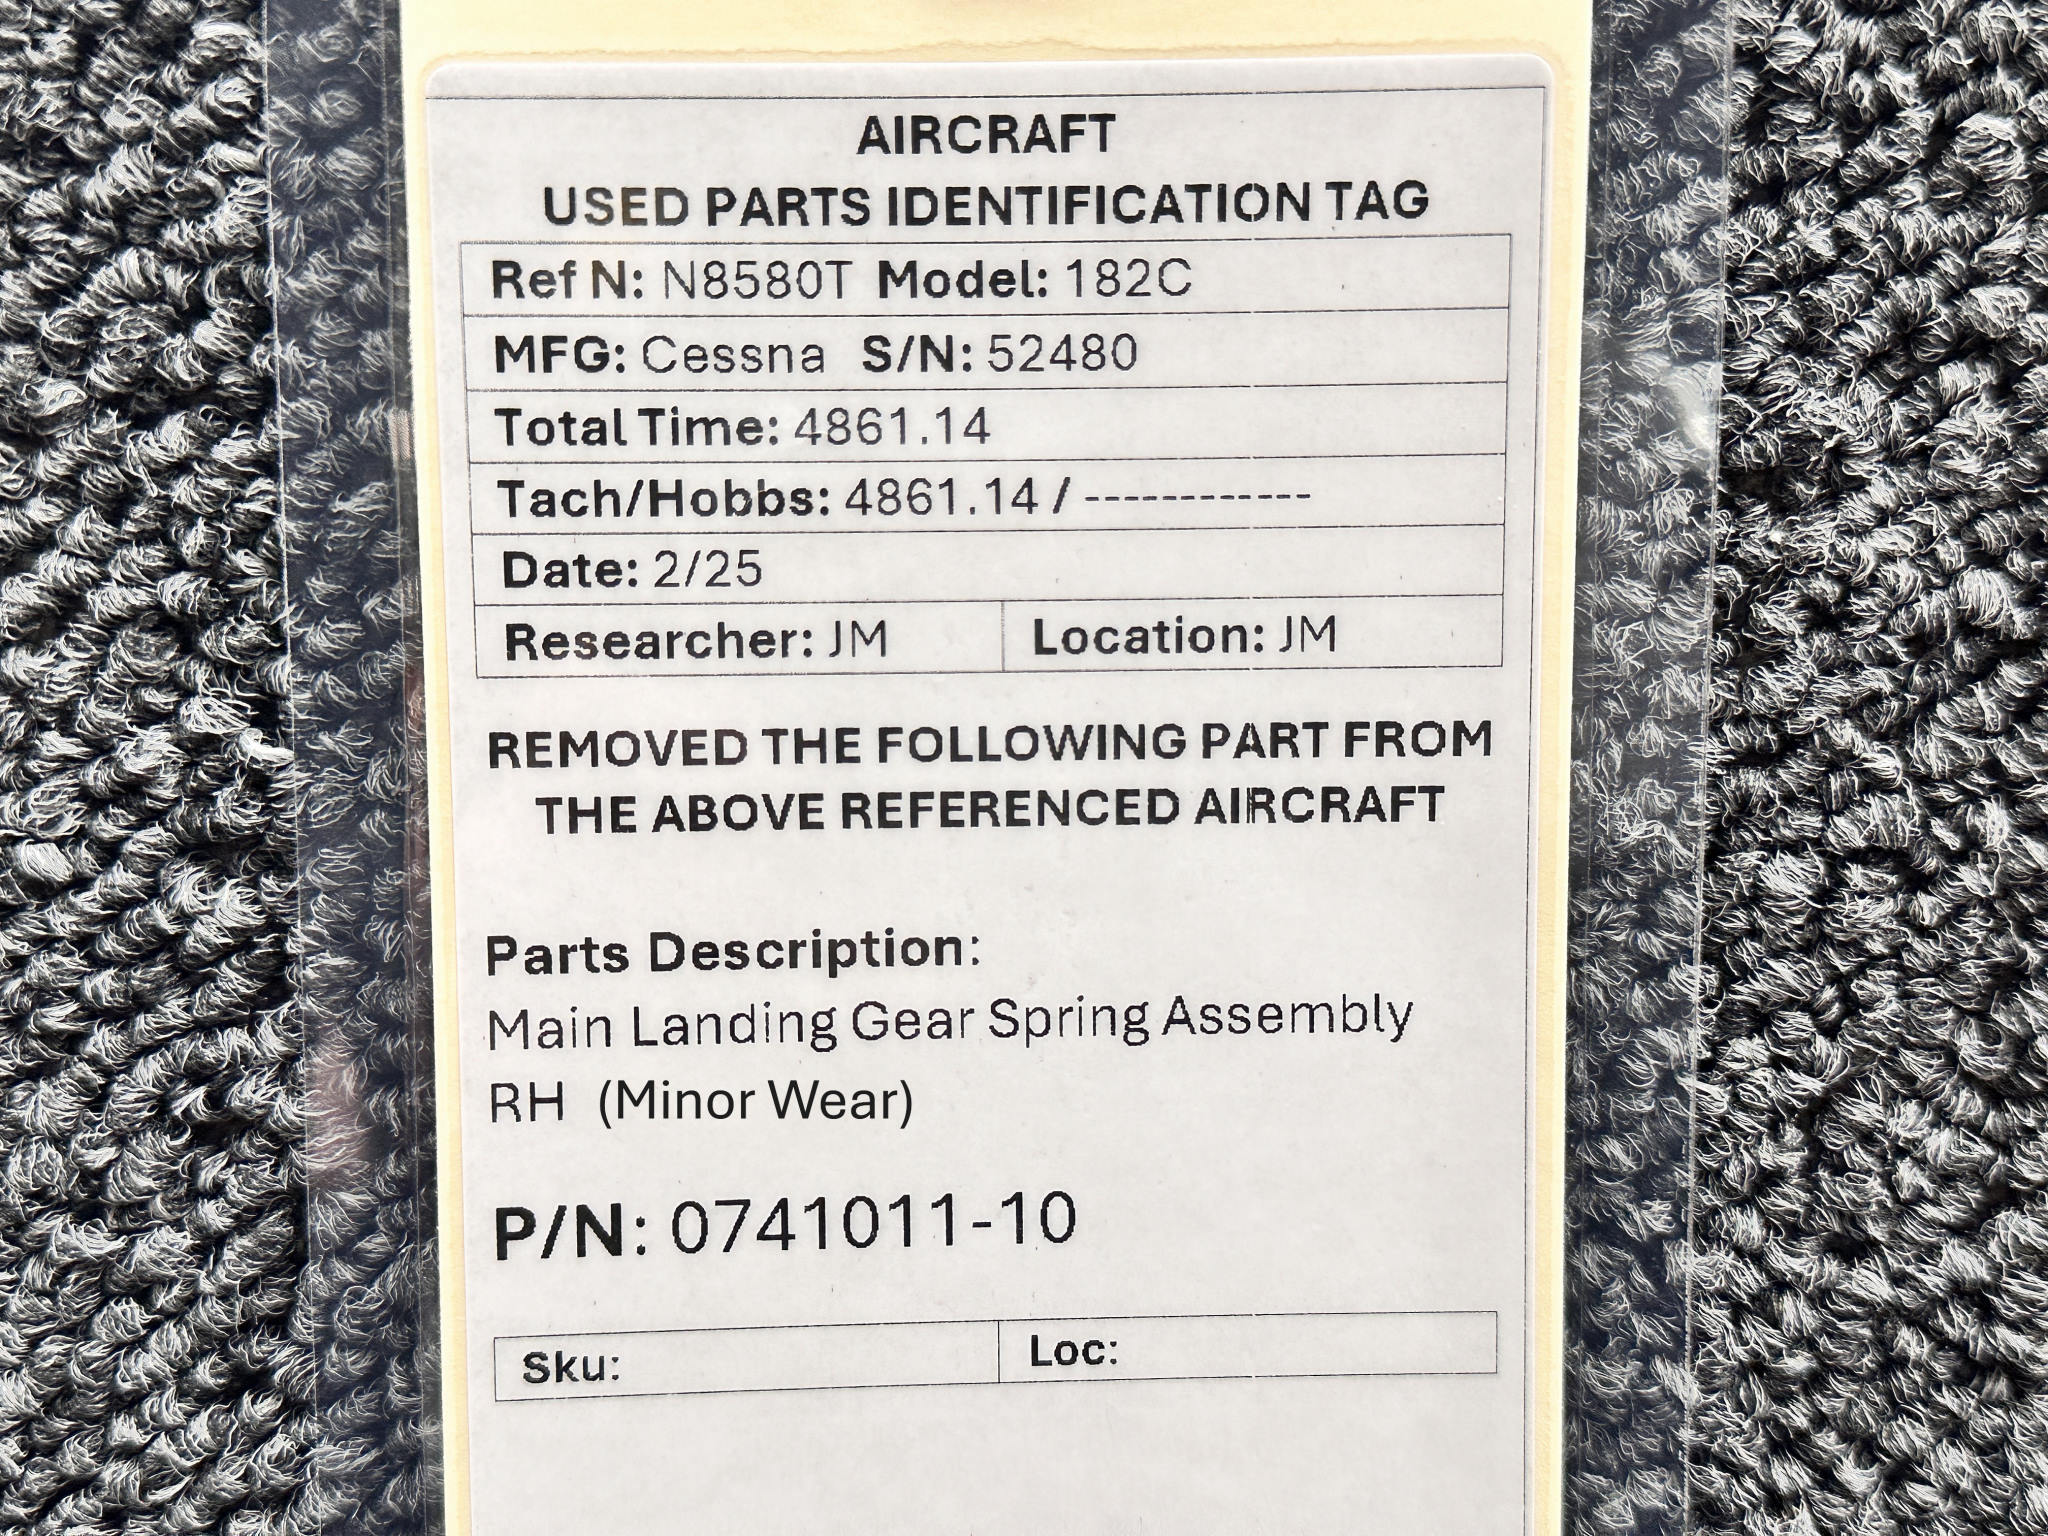 AIRCRAFT
USED PARTS IDENTIFICATION TAG
Ref N: N8580T Model: 182C
MFG: Cessna S/N: 52480
Total Time: 4861.14
Tach/Hobbs: 4861.14 / ------------
Date: 2/25
Researcher: JM Location: JM
REMOVED THE FOLLOWING PART FROM
THE ABOVE REFERENCED AIRCRAFT
Parts Description:
Main Landing Gear Spring Assembly
RH (Minor Wear)
P/N: 0741011-10
Sku: Loc: